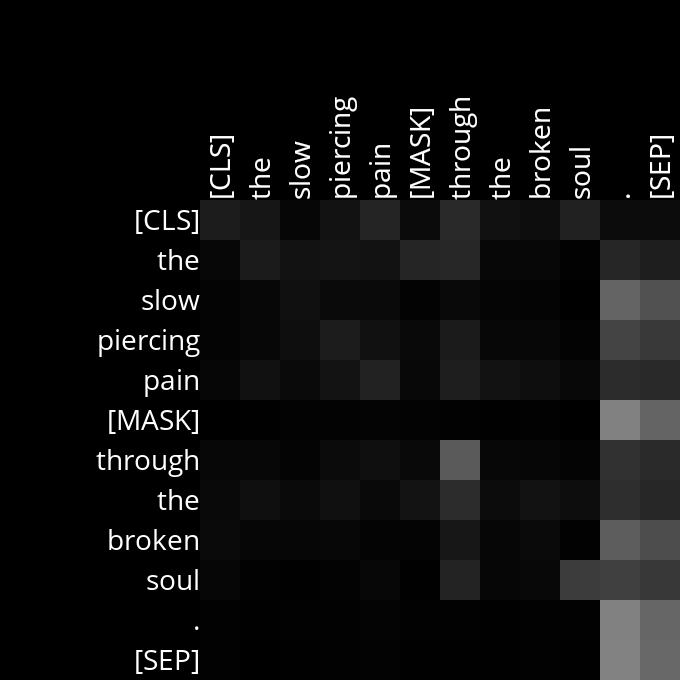 [CLS] the slow piercing pain [MASK] through the broken soul . [SEP]
[CLS]
the
slow
piercing
pain
[MASK]
through
the
broken
soul
.
[SEP]